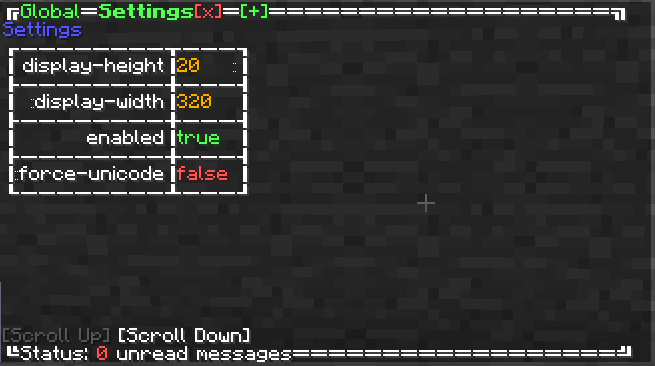 Global Settings[x] [+]
Settings
display-height 20
display-width 320
enabled true
force-unicode false
[Scroll Up] [Scroll Down]
Status: 0 unread messages